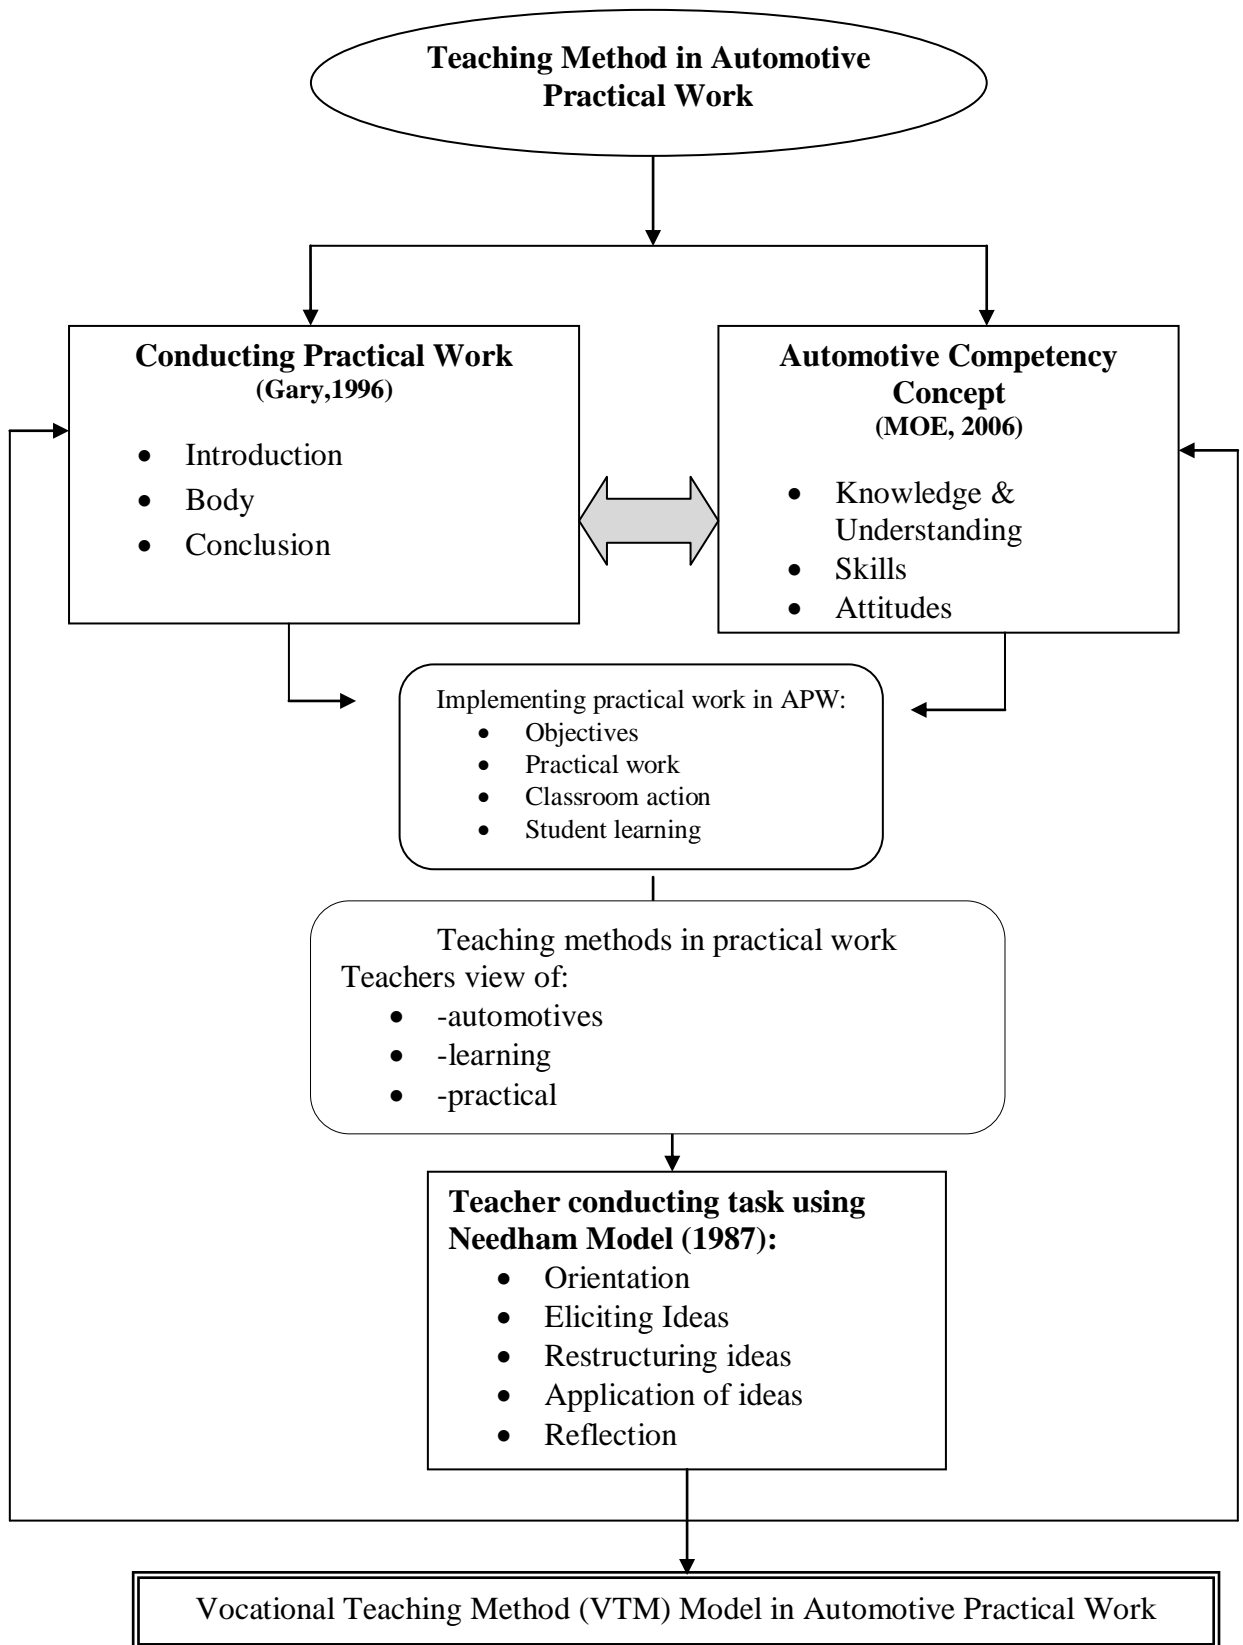 Teaching Method in Automotive
Practical Work
Conducting Practical Work
(Gary,1996)
• Introduction
• Body
• Conclusion
Automotive Competency
Concept
(MOE, 2006)
• Knowledge &
Understanding
• Skills
• Attitudes
Implementing practical work in APW:
• Objectives
• Practical work
• Classroom action
• Student learning
Teaching methods in practical work
Teachers view of:
• -automotives
• -learning
• -practical
Teacher conducting task using
Needham Model (1987):
• Orientation
• Eliciting Ideas
• Restructuring ideas
• Application of ideas
• Reflection
Vocational Teaching Method (VTM) Model in Automotive Practical Work